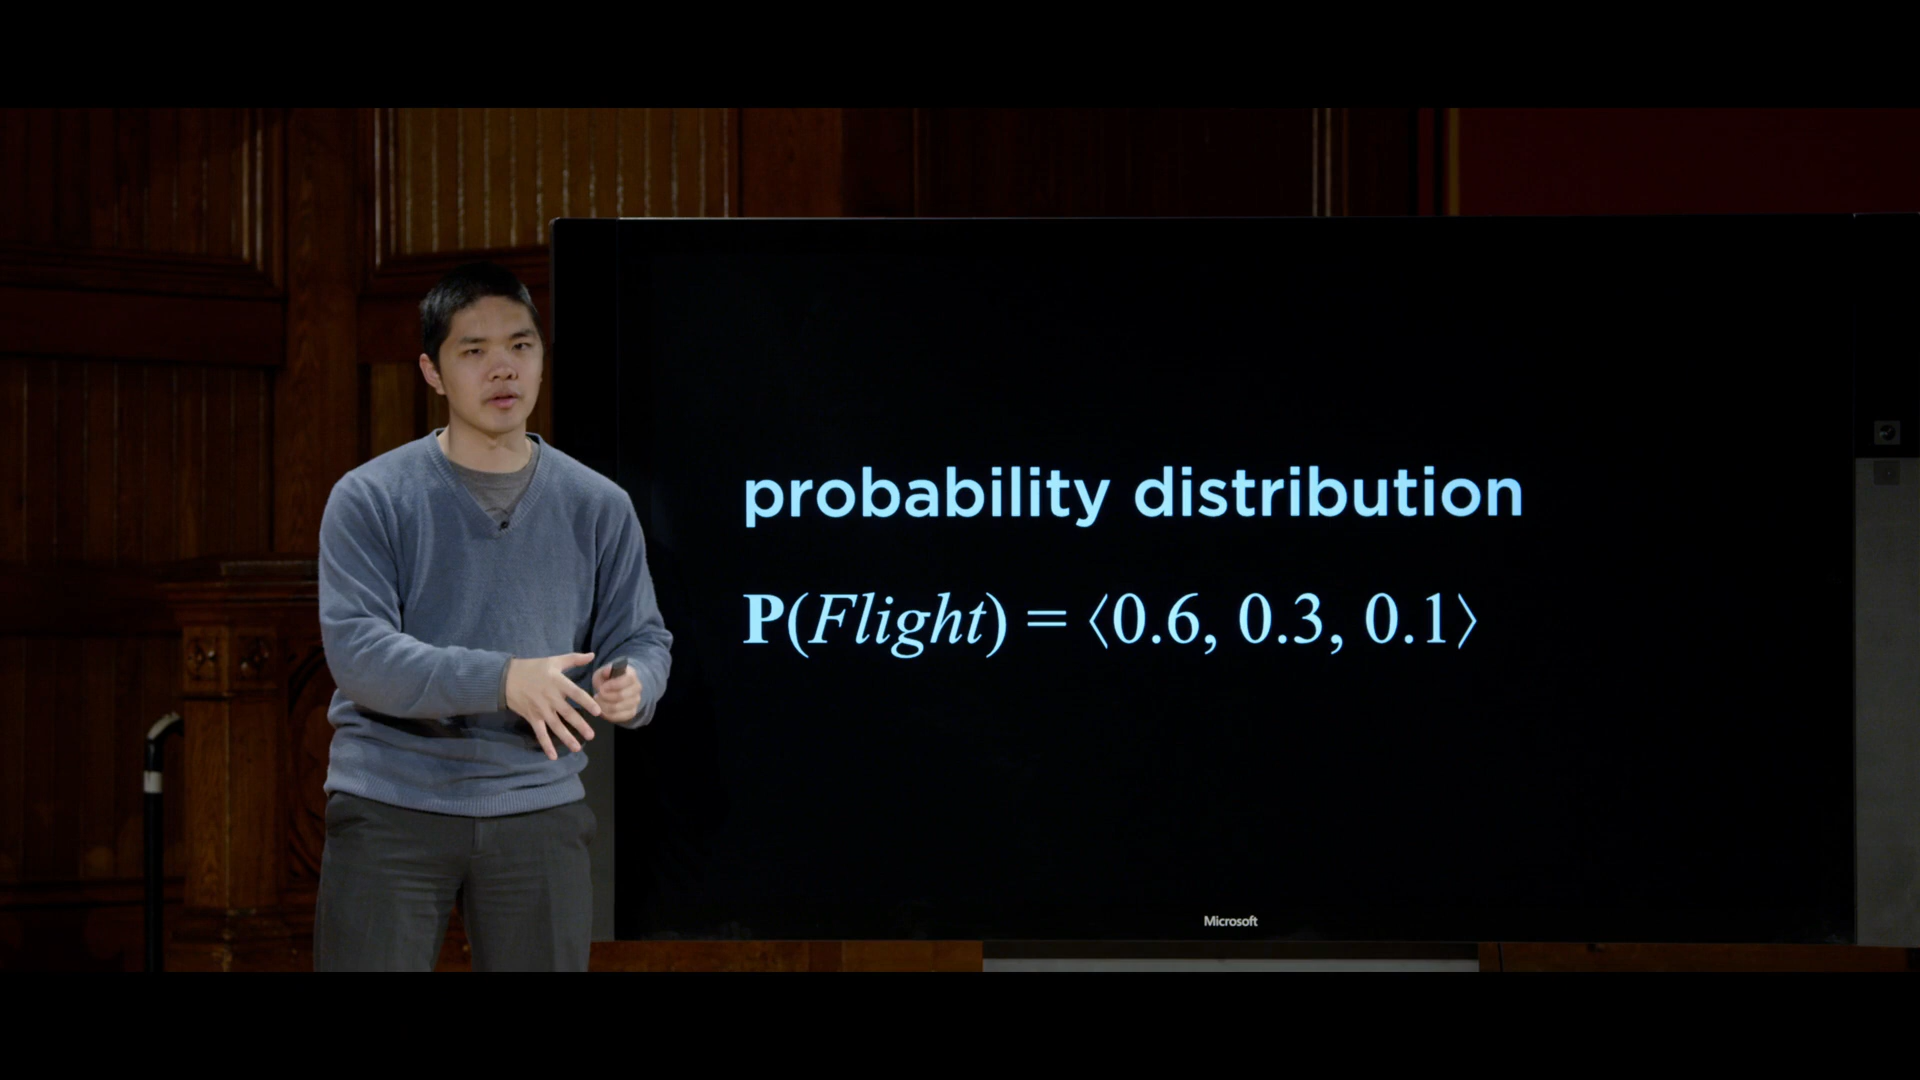 probability distribution
P(Flight) = ⟨0.6, 0.3, 0.1⟩
Microsoft